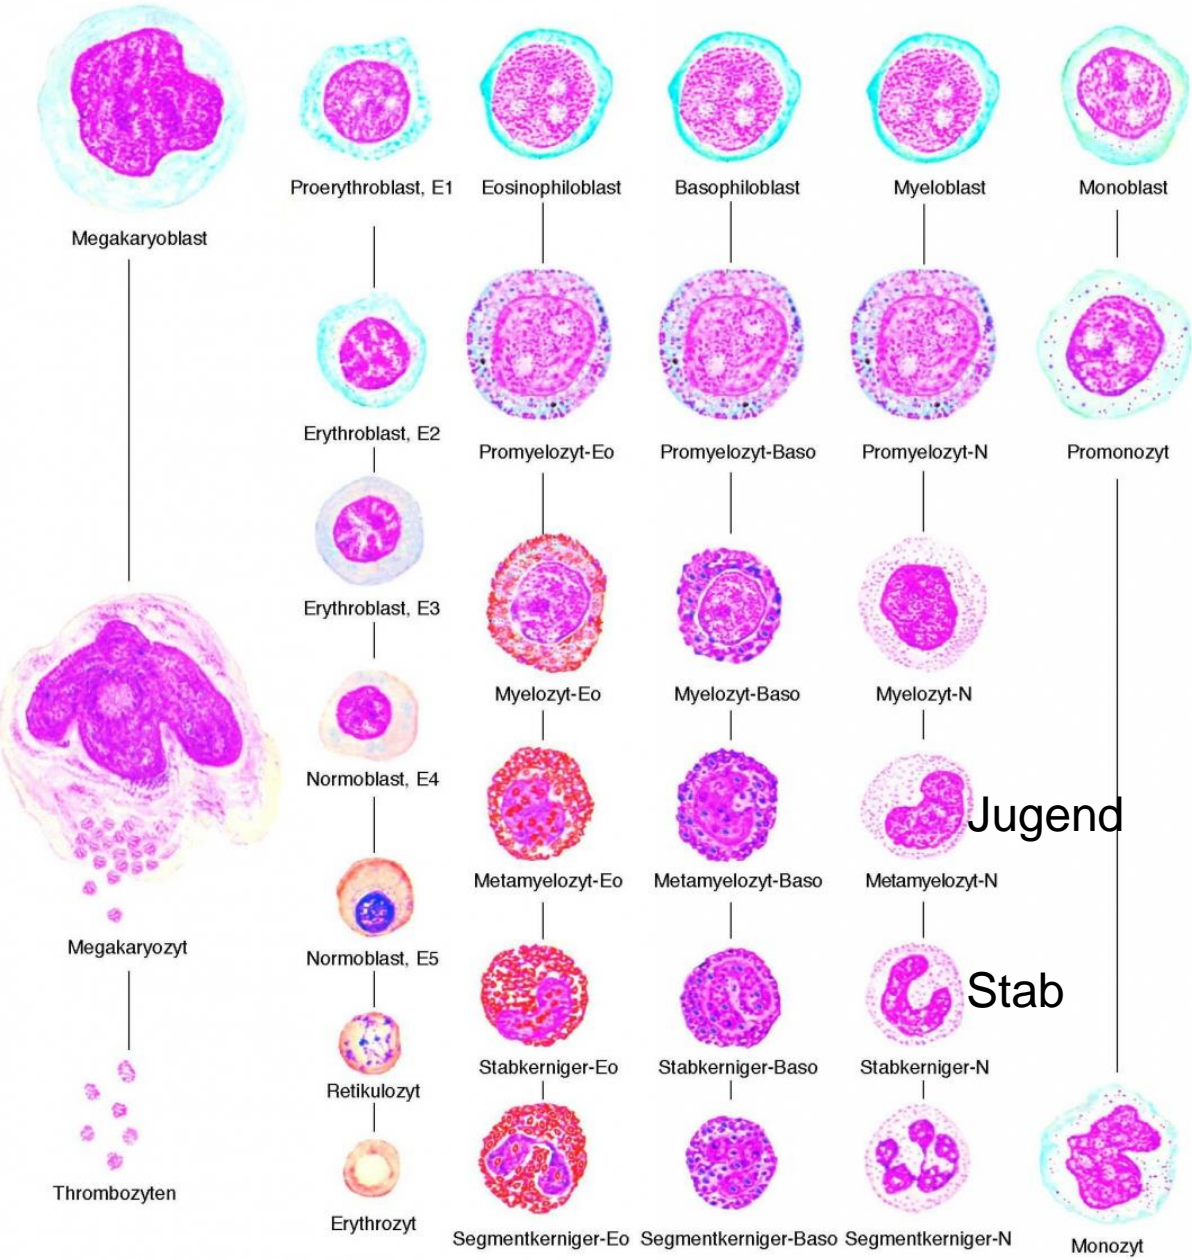 Proerythroblast, E1
Eosinophiloblast
Basophiloblast
Myeloblast
Monoblast
Megakaryoblast
Erythroblast, E2
Promyelozyt-Eo
Promyelozyt-Baso
Promyelozyt-N
Promonozyt
Erythroblast, E3
Myelozyt-Eo
Myelozyt-Baso
Myelozyt-N
Normoblast, E4
Jugend
Metamyelozyt-Eo
Metamyelozyt-Baso
Metamyelozyt-N
Megakaryozyt
Normoblast, E5
Stab
Stabkerniger-Eo
Stabkerniger-Baso
Stabkerniger-N
Retikulozyt
Thrombozyten
Erythrozyt
Segmentkerniger-Eo
Segmentkerniger-Baso
Segmentkerniger-N
Monozyt